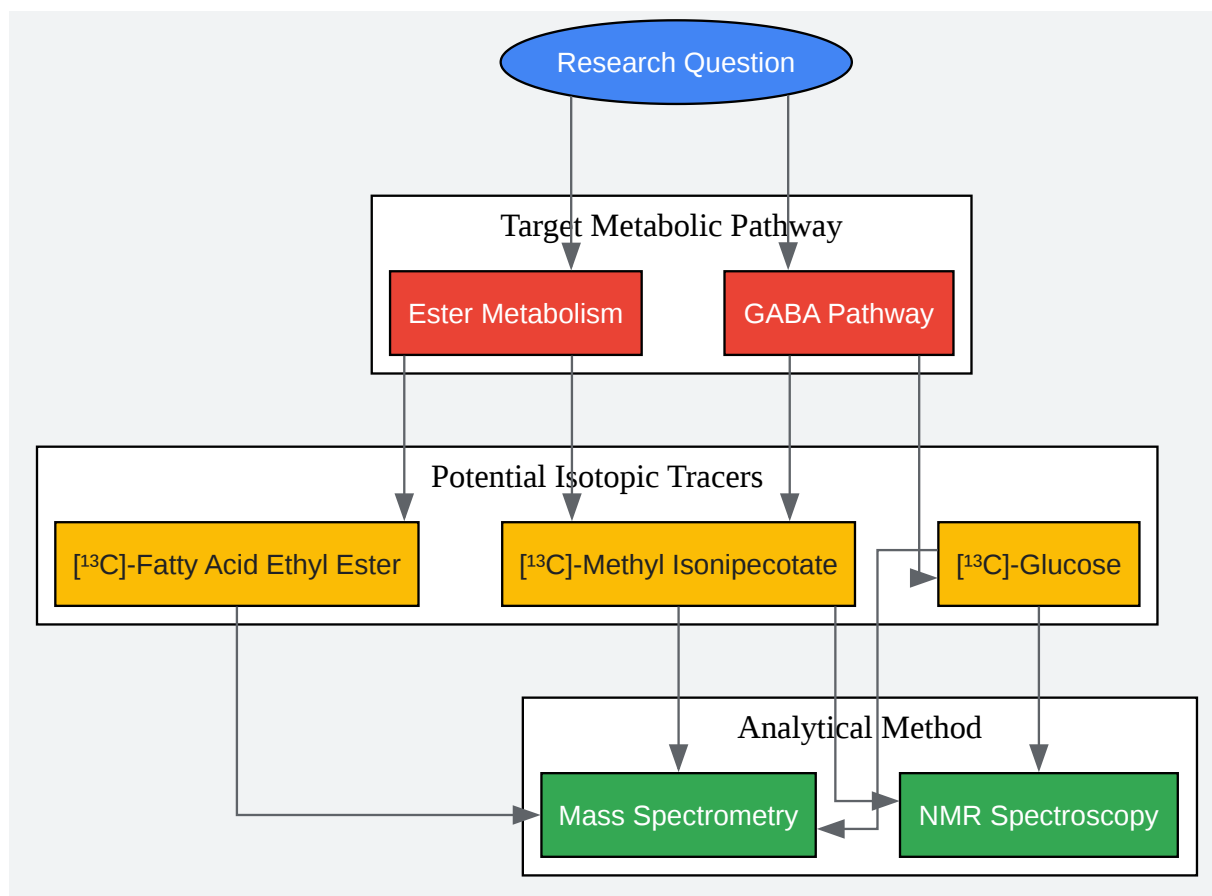 Research Question
Target Metabolic Pathway
Ester Metabolism
GABA Pathway
Potential Isotopic Tracers
[¹³C]-Fatty Acid Ethyl Ester
[¹³C]-Methyl Isonipecotate
[¹³C]-Glucose
Analytical Method
Mass Spectrometry
NMR Spectroscopy